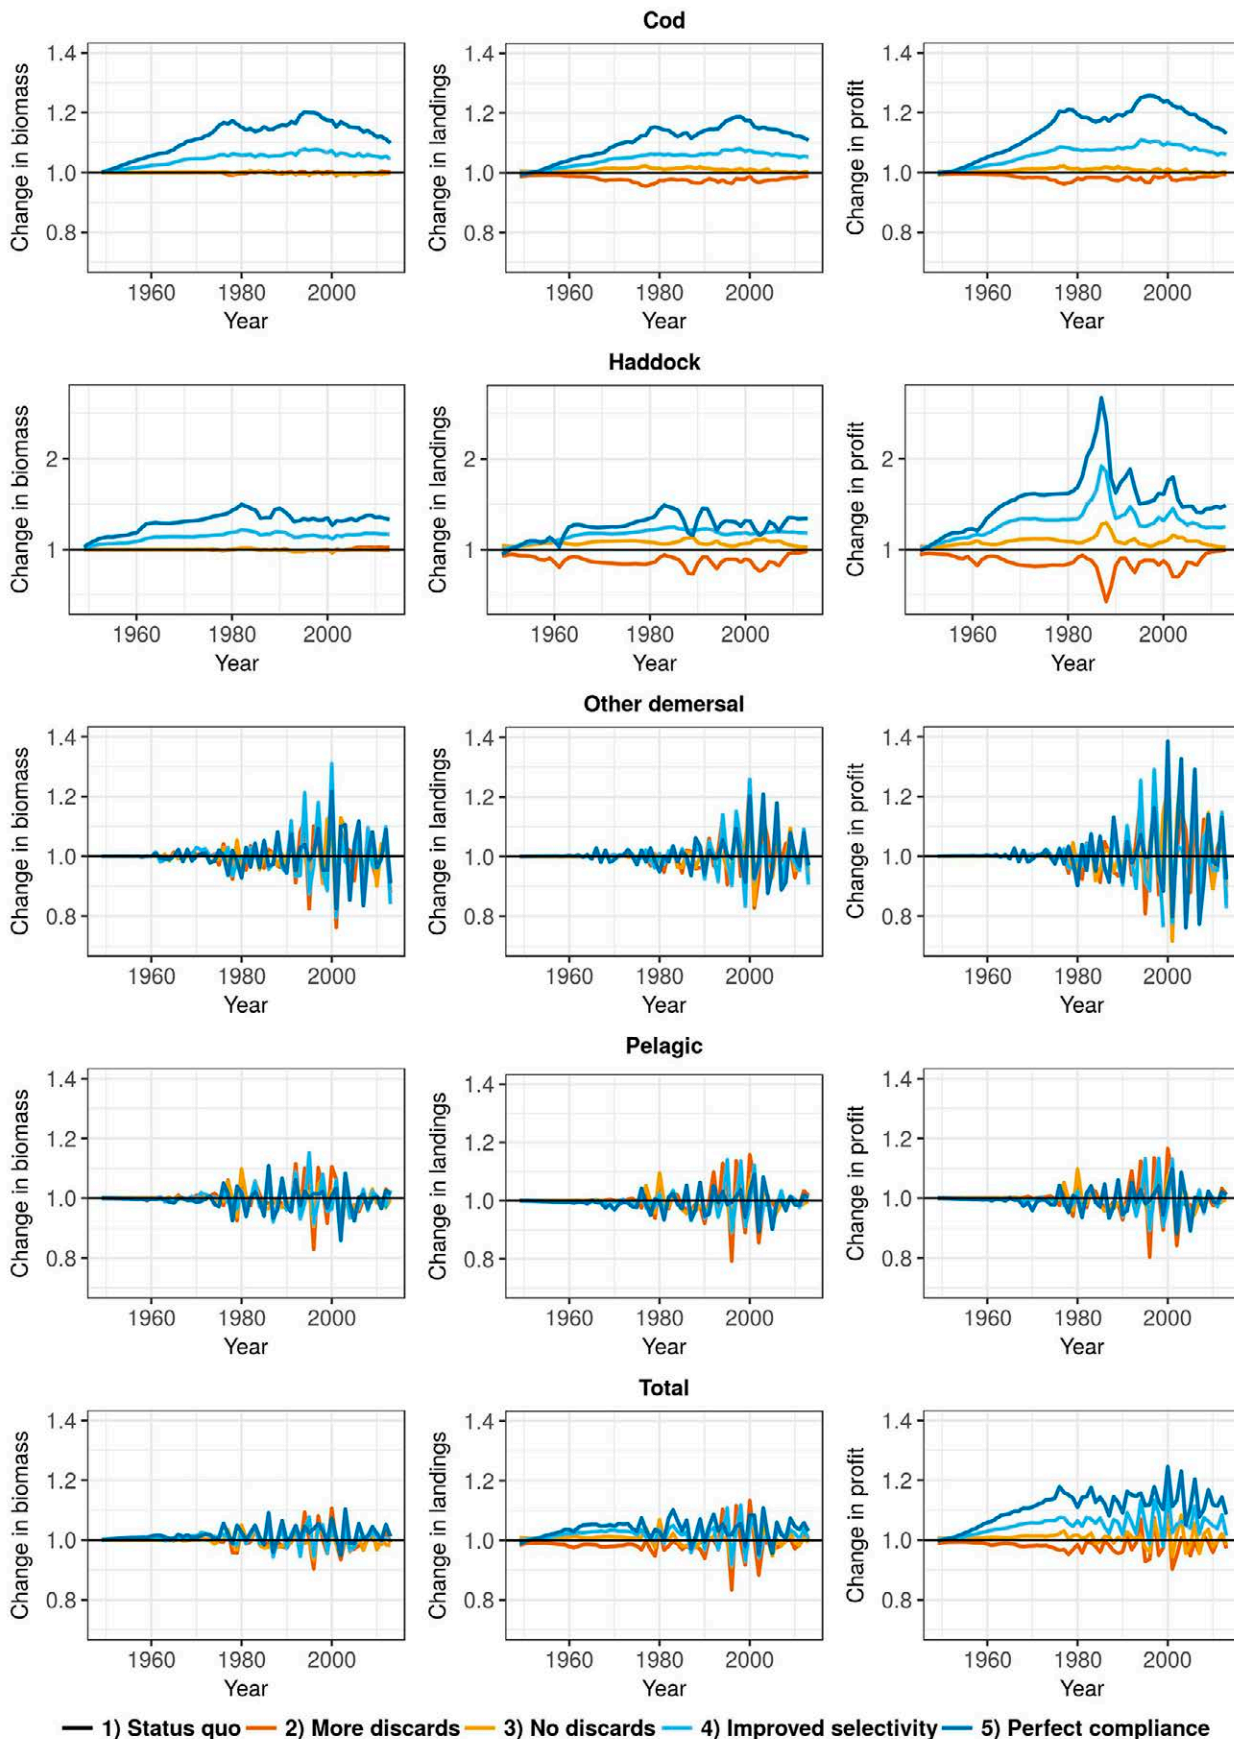 Cod
Change in biomass
1.4
1.2
1.0
0.8
1960 1980 2000
Year
Change in landings
1.4
1.2
1.0
0.8
1960 1980 2000
Year
Change in profit
1.4
1.2
1.0
0.8
1960 1980 2000
Year
Haddock
Change in biomass
2
1
1960 1980 2000
Year
Change in landings
2
1
1960 1980 2000
Year
Change in profit
2
1
1960 1980 2000
Year
Other demersal
Change in biomass
1.4
1.2
1.0
0.8
1960 1980 2000
Year
Change in landings
1.4
1.2
1.0
0.8
1960 1980 2000
Year
Change in profit
1.4
1.2
1.0
0.8
1960 1980 2000
Year
Pelagic
Change in biomass
1.4
1.2
1.0
0.8
1960 1980 2000
Year
Change in landings
1.4
1.2
1.0
0.8
1960 1980 2000
Year
Change in profit
1.4
1.2
1.0
0.8
1960 1980 2000
Year
Total
Change in biomass
1.4
1.2
1.0
0.8
1960 1980 2000
Year
Change in landings
1.4
1.2
1.0
0.8
1960 1980 2000
Year
Change in profit
1.4
1.2
1.0
0.8
1960 1980 2000
Year
1) Status quo 2) More discards 3) No discards 4) Improved selectivity 5) Perfect compliance